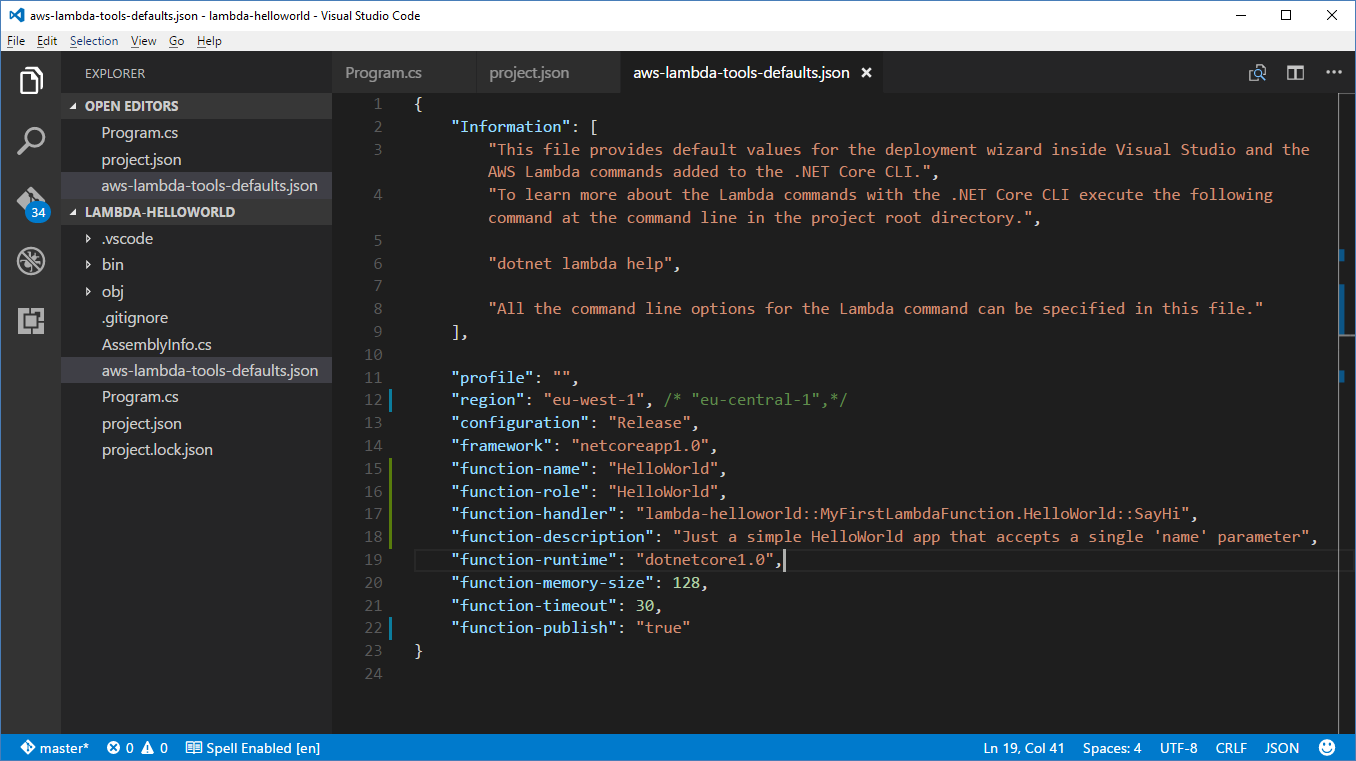 aws-lambda-tools-defaults.json - lambda-helloworld - Visual Studio Code
File Edit Selection View Go Help
EXPLORER
OPEN EDITORS
Program.cs
project.json
aws-lambda-tools-defaults.json
LAMBDA-HELLOWORLD
.vscode
bin
obj
.gitignore
AssemblyInfo.cs
aws-lambda-tools-defaults.json
Program.cs
project.json
project.lock.json
34
Program.cs project.json aws-lambda-tools-defaults.json
1 {
2 "Information": [
3 "This file provides default values for the deployment wizard inside Visual Studio and the
AWS Lambda commands added to the .NET Core CLI.",
4 "To learn more about the Lambda commands with the .NET Core CLI execute the following
command at the command line in the project root directory.",
5
6 "dotnet lambda help",
7
8 "All the command line options for the Lambda command can be specified in this file."
9 ],
10
11 "profile": "",
12 "region": "eu-west-1", /* "eu-central-1",*/
13 "configuration": "Release",
14 "framework": "netcoreapp1.0",
15 "function-name": "HelloWorld",
16 "function-role": "HelloWorld",
17 "function-handler": "lambda-helloworld::MyFirstLambdaFunction.HelloWorld::SayHi",
18 "function-description": "Just a simple HelloWorld app that accepts a single 'name' parameter",
19 "function-runtime": "dotnetcore1.0",
20 "function-memory-size": 128,
21 "function-timeout": 30,
22 "function-publish": "true"
23 }
24
master* 0 0 Spell Enabled [en] Ln 19, Col 41 Spaces: 4 UTF-8 CRLF JSON